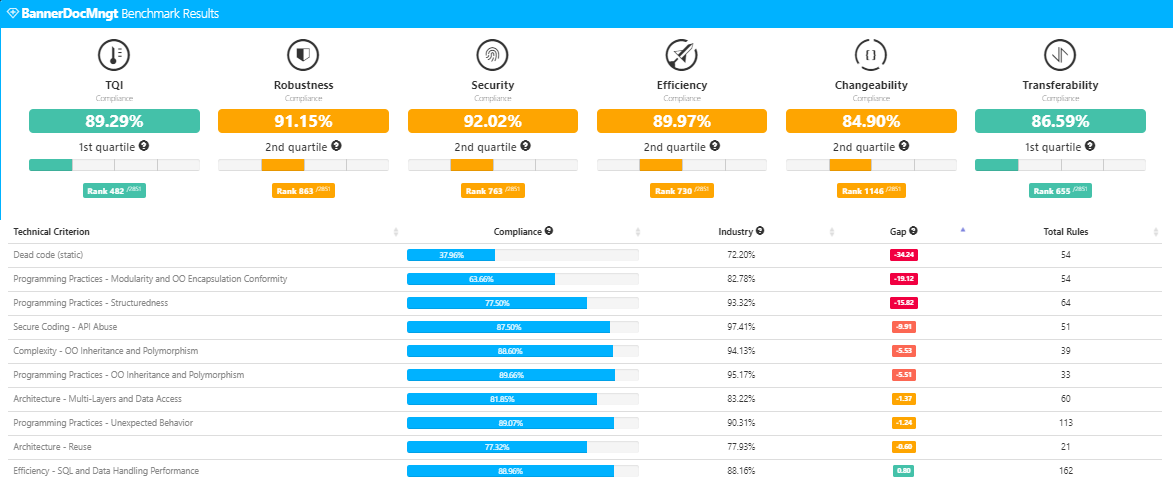 BannerDocMngt Benchmark Results
TQI Robustness Security Efficiency Changeability Transferability
Compliance Compliance Compliance Compliance Compliance Compliance
89.29% 91.15% 92.02% 89.97% 84.90% 86.59%
1st quartile 2nd quartile 2nd quartile 2nd quartile 2nd quartile 1st quartile
Rank 482 /2851 Rank 863 /2851 Rank 763 /2851 Rank 730 /2851 Rank 1146 /2851 Rank 655 /2851
Technical Criterion Compliance Industry Gap Total Rules
Dead code (static) 37.96% 72.20% -34.24 54
Programming Practices - Modularity and OO Encapsulation Conformity 63.66% 82.78% -19.12 54
Programming Practices - Structuredness 77.50% 93.32% -15.82 64
Secure Coding - API Abuse 87.50% 97.41% -9.91 51
Complexity - OO Inheritance and Polymorphism 88.60% 94.13% -5.53 39
Programming Practices - OO Inheritance and Polymorphism 89.66% 95.17% -5.51 33
Architecture - Multi-Layers and Data Access 81.85% 83.22% -1.37 60
Programming Practices - Unexpected Behavior 89.07% 90.31% -1.24 113
Architecture - Reuse 77.32% 77.93% -0.60 21
Efficiency - SQL and Data Handling Performance 88.96% 88.16% 0.80 162